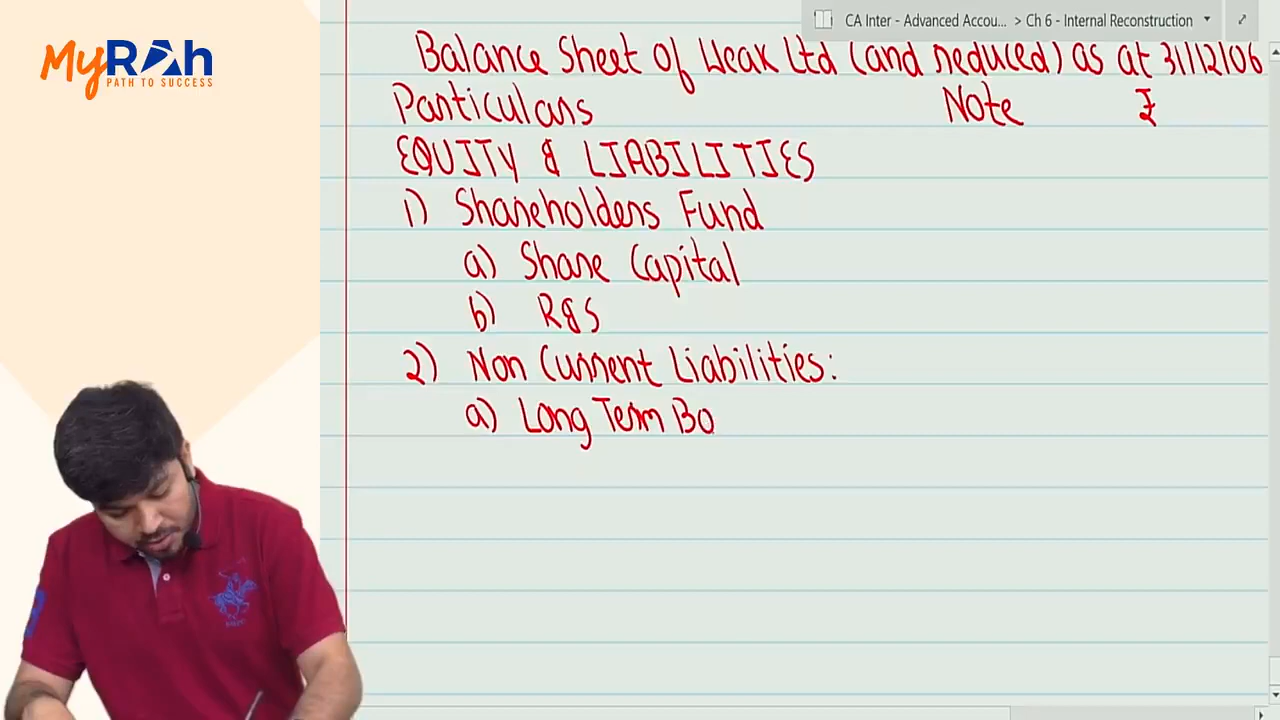 MyRAh
PATH TO SUCCESS
CA Inter - Advanced Accou... > Ch 6 - Internal Reconstruction
Balance Sheet of Weak Ltd (and reduced) as at 31/12/06
Particulars Note ₹
EQUITY & LIABILITIES
1) Shareholders Fund
a) Share Capital
b) R&S
2) Non Current Liabilities:
a) Long Term Bo